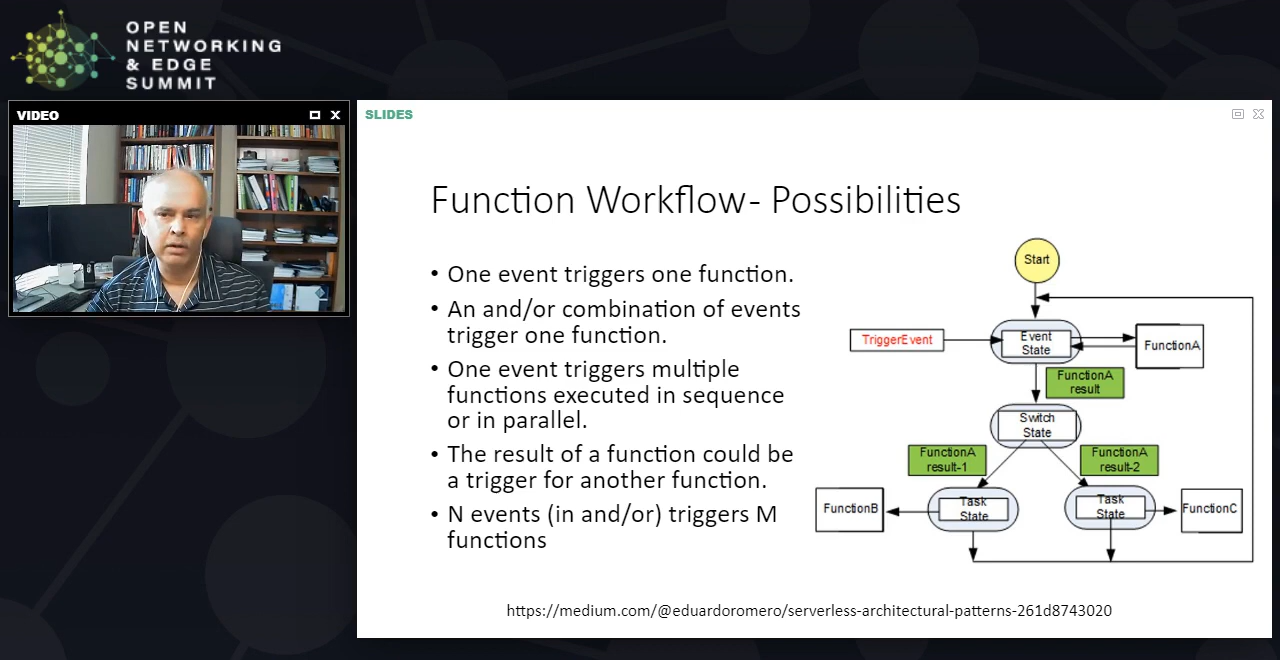 OPEN
NETWORKING
& EDGE
SUMMIT
VIDEO
SLIDES
Function Workflow- Possibilities
• One event triggers one function.
• An and/or combination of events
trigger one function.
• One event triggers multiple
functions executed in sequence
or in parallel.
• The result of a function could be
a trigger for another function.
• N events (in and/or) triggers M
functions
Start
TriggerEvent
Event
State
FunctionA
FunctionA
result
Switch
State
FunctionA
result-1
FunctionA
result-2
FunctionB
Task
State
Task
State
FunctionC
https://medium.com/@eduardoromero/serverless-architectural-patterns-261d8743020